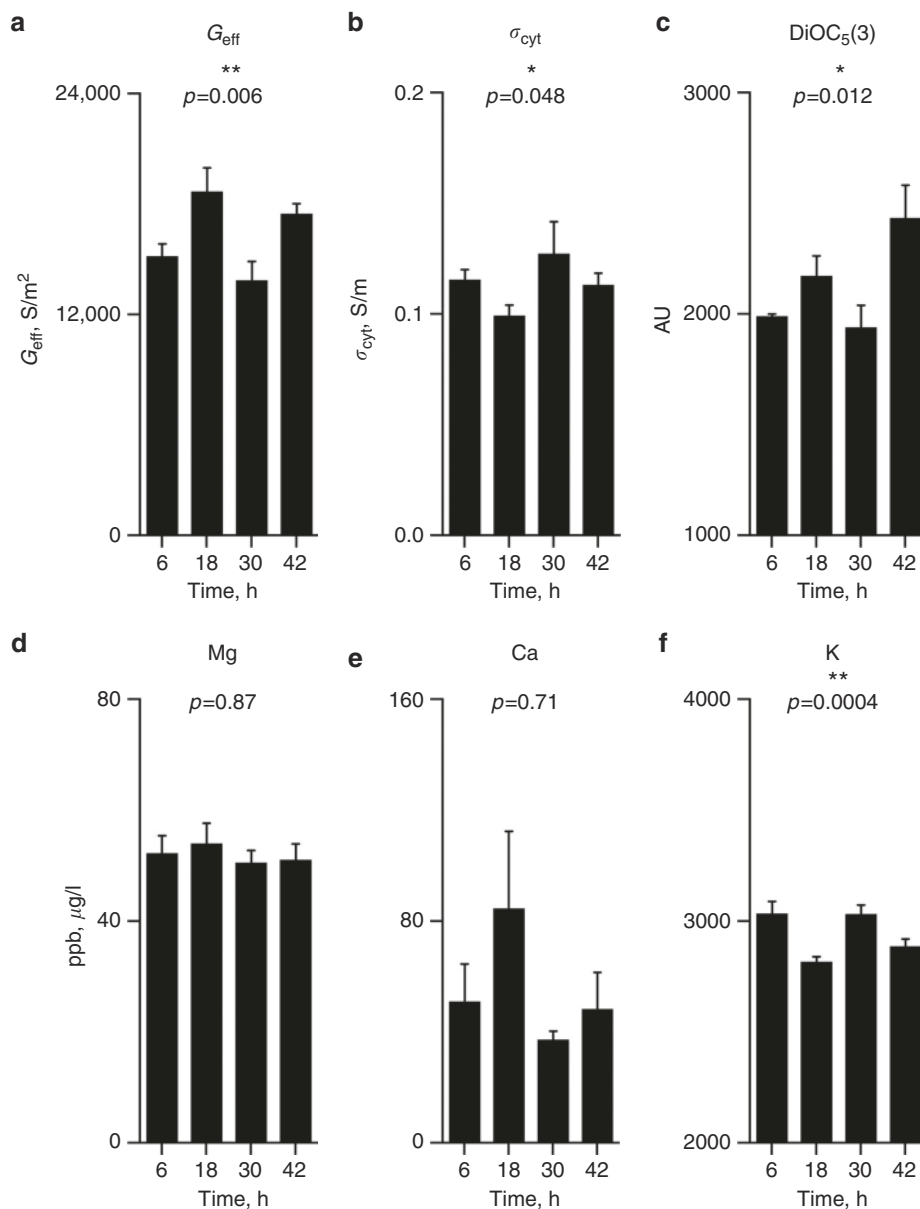 a
G_eff
**
p=0.006
24,000
12,000
0
G_eff, S/m²
6 18 30 42
Time, h
b
σ_cyt
*
p=0.048
0.2
0.1
0.0
σ_cyt, S/m
6 18 30 42
Time, h
c
DiOC₅(3)
*
p=0.012
3000
2000
1000
AU
6 18 30 42
Time, h
d
Mg
p=0.87
80
40
0
ppb, μg/l
6 18 30 42
Time, h
e
Ca
p=0.71
160
80
0
6 18 30 42
Time, h
f
K
**
p=0.0004
4000
3000
2000
6 18 30 42
Time, h